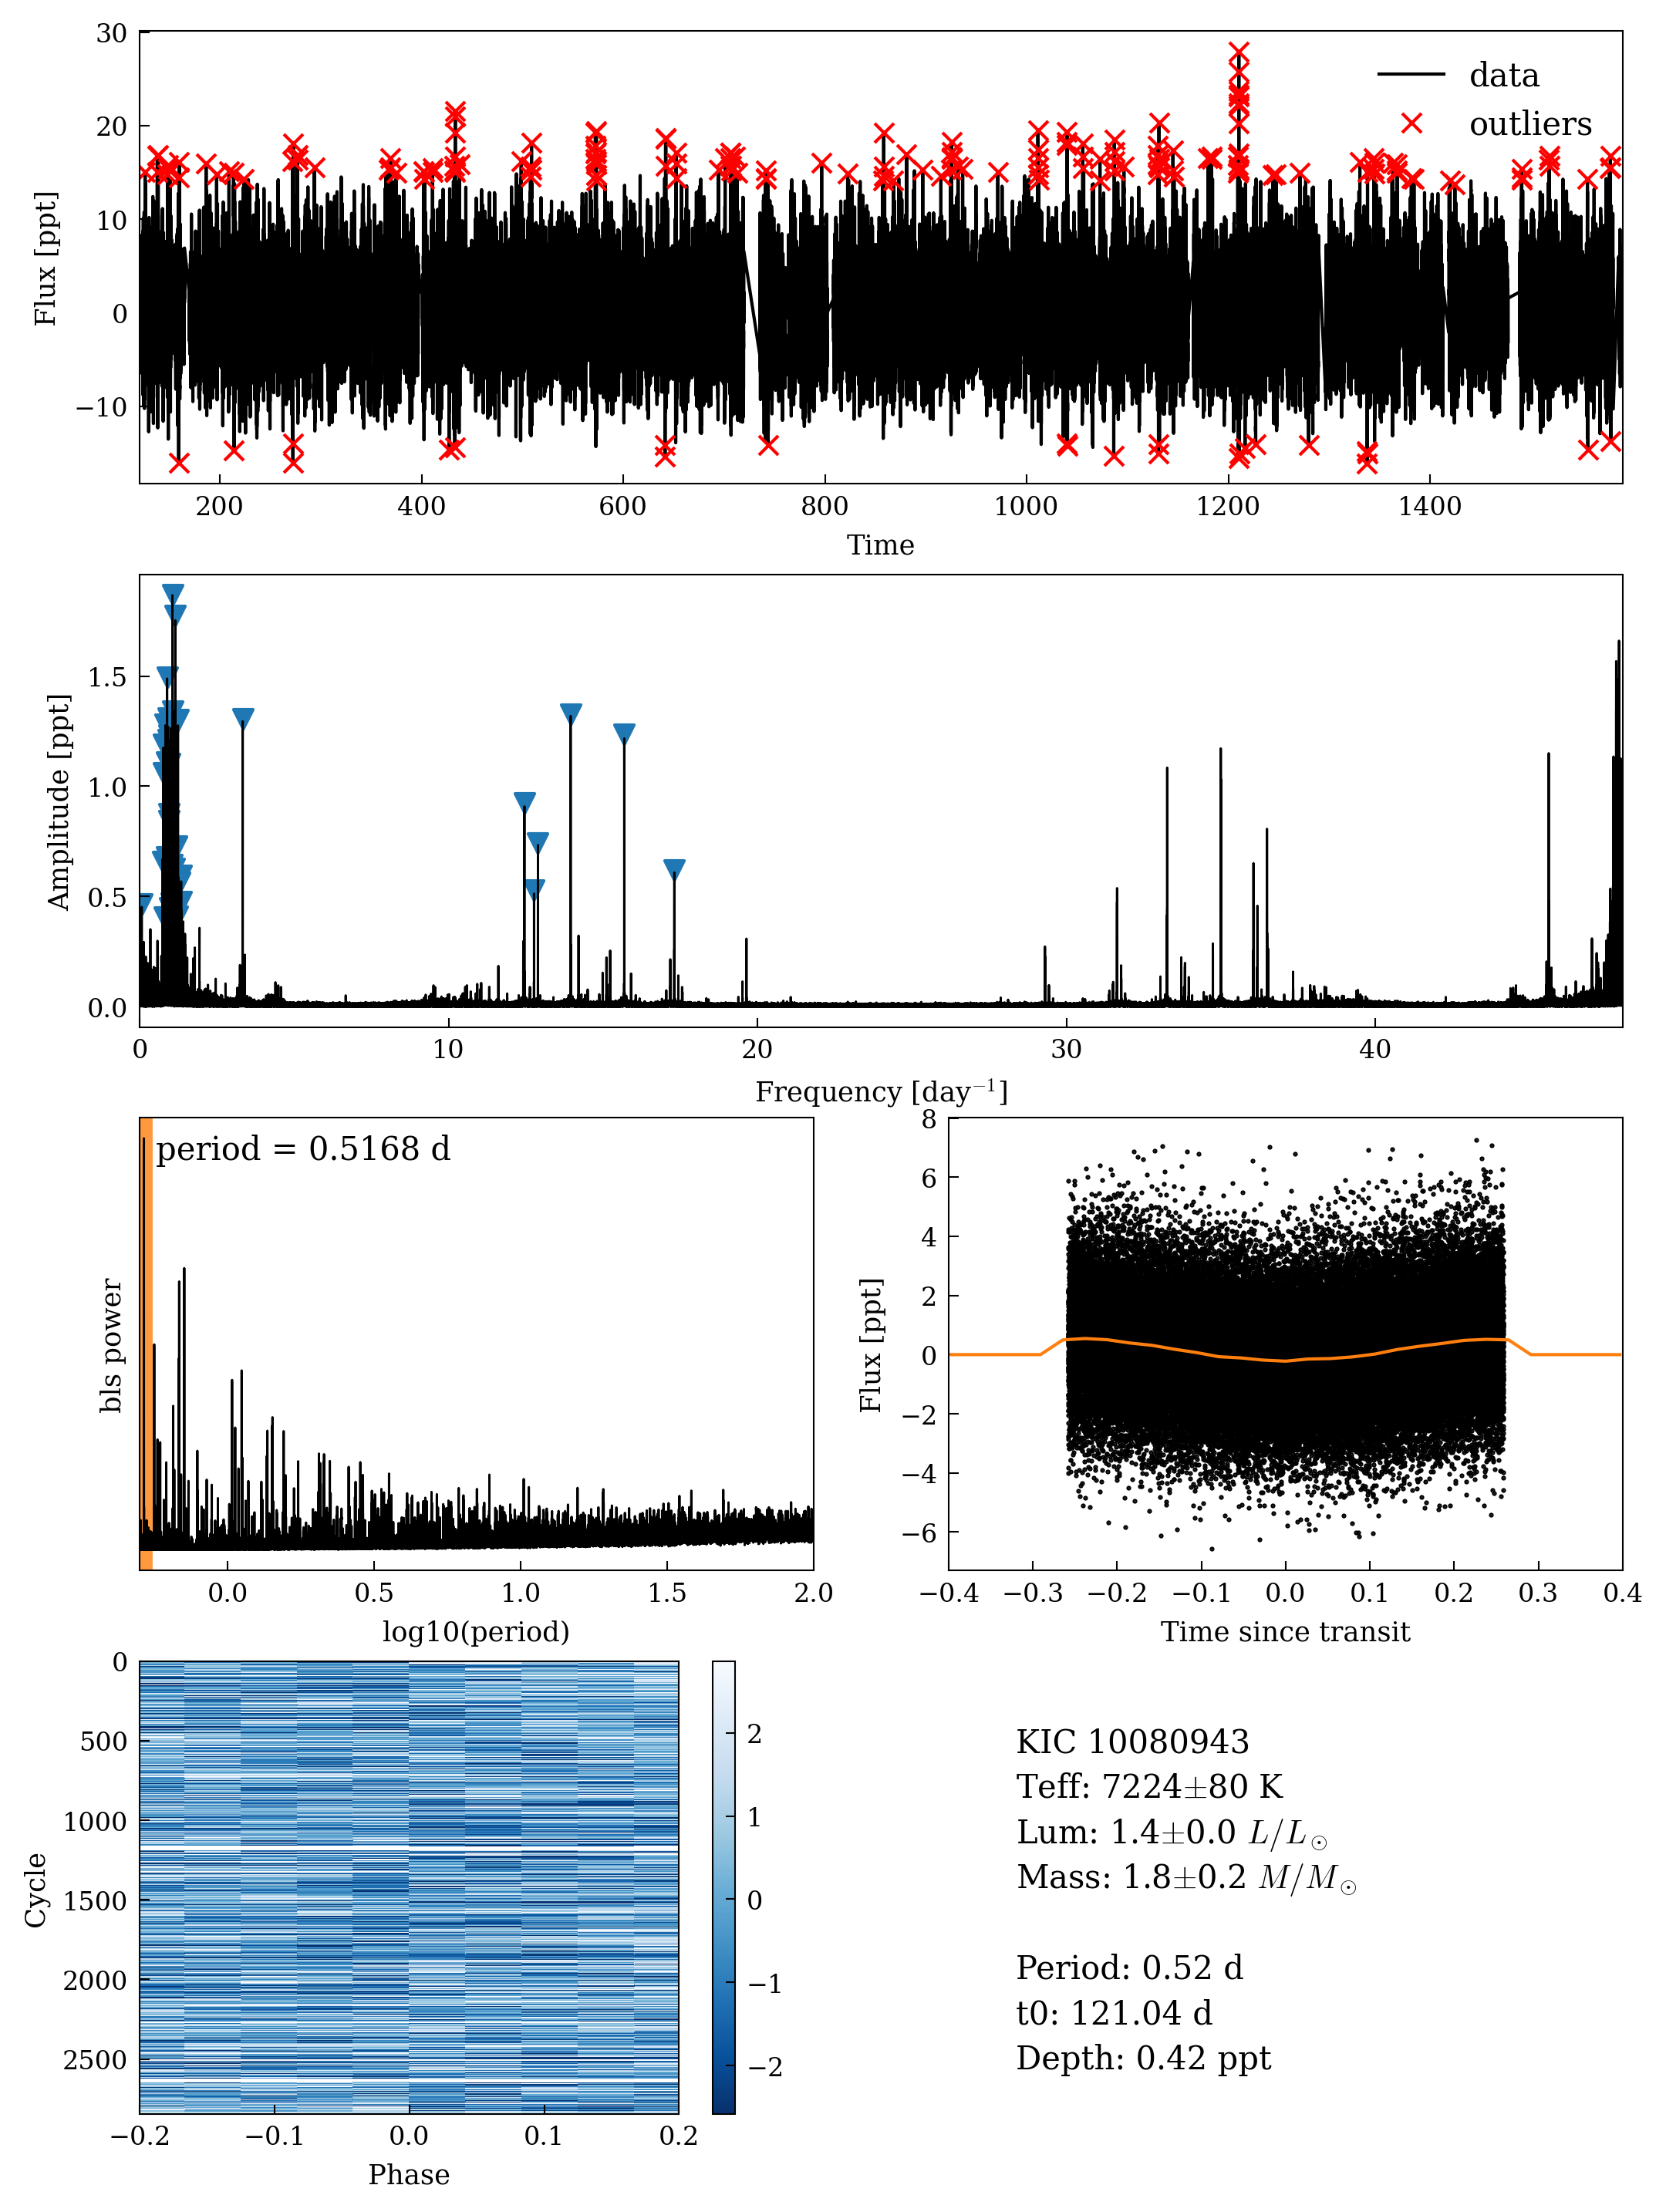 30
20
10
0
−10
Flux [ppt]
data
outliers
200 400 600 800 1000 1200 1400
Time
1.5
1.0
0.5
0.0
Amplitude [ppt]
0 10 20 30 40
Frequency [day⁻¹]
period = 0.5168 d
bls power
0.0 0.5 1.0 1.5 2.0
log10(period)
8
6
4
2
0
−2
−4
−6
Flux [ppt]
−0.4 −0.3 −0.2 −0.1 0.0 0.1 0.2 0.3 0.4
Time since transit
0
500
1000
1500
2000
2500
Cycle
−0.2 −0.1 0.0 0.1 0.2
Phase
2
1
0
−1
−2
KIC 10080943
Teff: 7224±80 K
Lum: 1.4±0.0 L/L☉
Mass: 1.8±0.2 M/M☉
Period: 0.52 d
t0: 121.04 d
Depth: 0.42 ppt